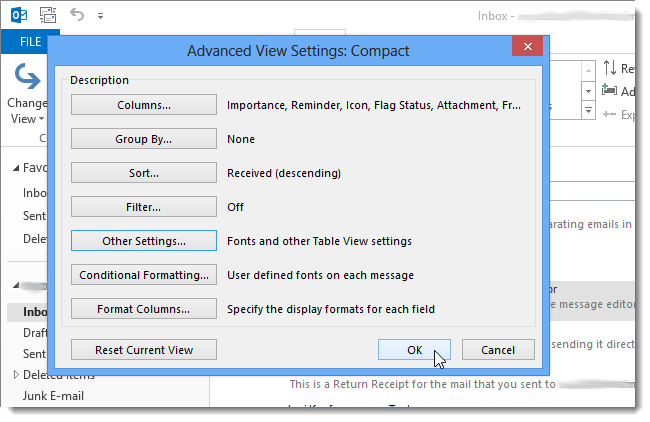 Inbox -
FILE
Advanced View Settings: Compact
Description
Columns... Importance, Reminder, Icon, Flag Status, Attachment, Fr...
Group By... None
Sort... Received (descending)
Filter... Off
Other Settings... Fonts and other Table View settings
Conditional Formatting... User defined fonts on each message
Format Columns... Specify the display formats for each field
Reset Current View OK Cancel
Change
View
Favo
Inbo
Sent
Delet
Inbo
Draft
Sent
Deleted Items
Junk E-mail
Rev
Add
Exp
arating emails in
or
e message editor
sending it direct
This is a Return Receipt for the mail that you sent to